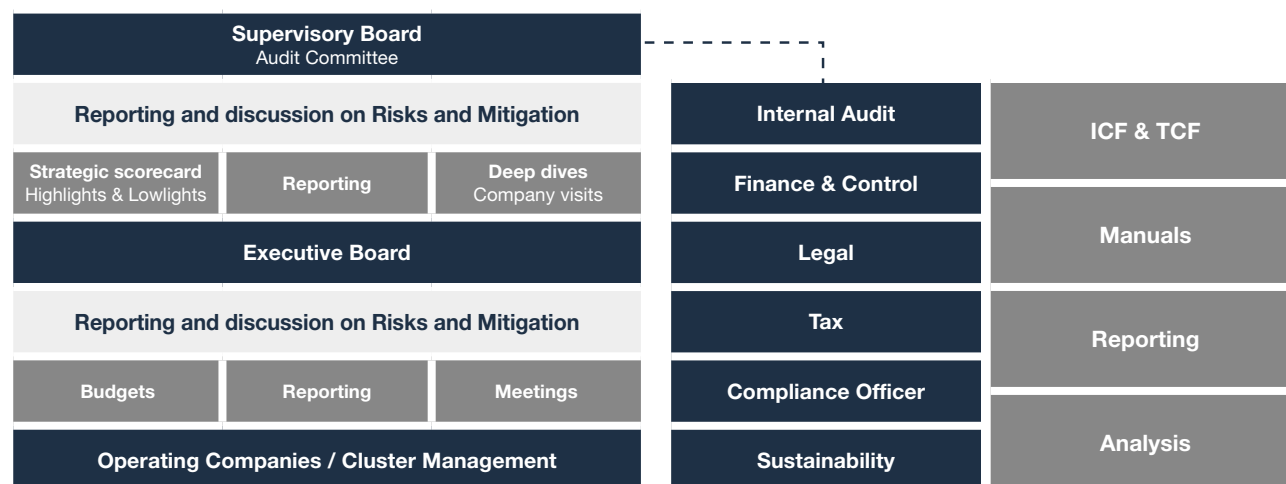 Supervisory Board
Audit Committee
Reporting and discussion on Risks and Mitigation
Strategic scorecard
Highlights & Lowlights
Reporting
Deep dives
Company visits
Executive Board
Reporting and discussion on Risks and Mitigation
Budgets
Reporting
Meetings
Operating Companies / Cluster Management
Internal Audit
Finance & Control
Legal
Tax
Compliance Officer
Sustainability
ICF & TCF
Manuals
Reporting
Analysis